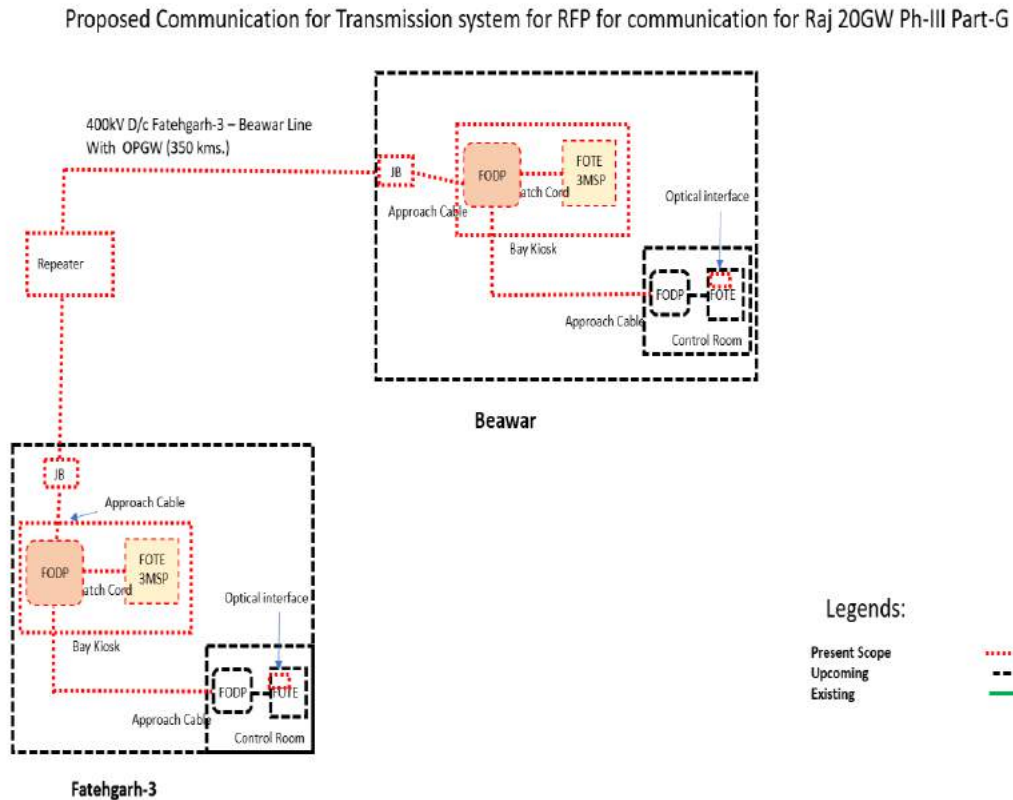 Proposed Communication for Transmission system for RFP for communication for Raj 20GW Ph-III Part-G
400kV D/c Fatehgarh-3 – Beawar Line
With OPGW (350 kms.)
JB
FODP
FOTE
3MSP
atch Cord
Approach Cable
Bay Kiosk
Optical interface
Repeater
FODP
FOTE
Approach Cable
Control Room
Beawar
JB
Approach Cable
FODP
FOTE
3MSP
atch Cord
Bay Kiosk
Optical interface
FODP
FOTE
Approach Cable
Control Room
Fatehgarh-3
Legends:
Present Scope
Upcoming
Existing